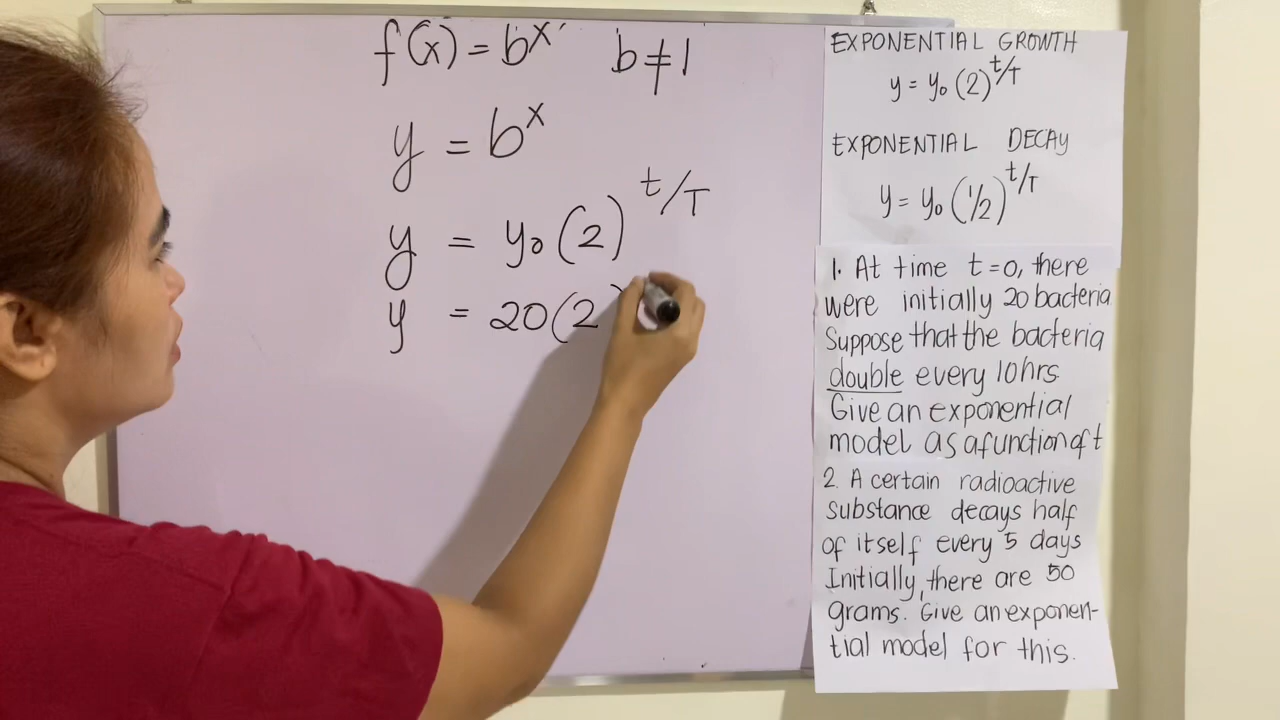 f(x) = b^x b ≠ 1
y = b^x
y = y₀(2)^t/T
y = 20(2)
EXPONENTIAL GROWTH
y = y₀(2)^t/T
EXPONENTIAL DECAY
y = y₀(1/2)^t/T
1. At time t=0, there
were initially 20 bacteria
Suppose that the bacteria
double every 10hrs
Give an exponential
model as a function of t
2. A certain radioactive
substance decays half
of itself every 5 days
Initially, there are 50
grams. Give an exponen-
tial model for this.